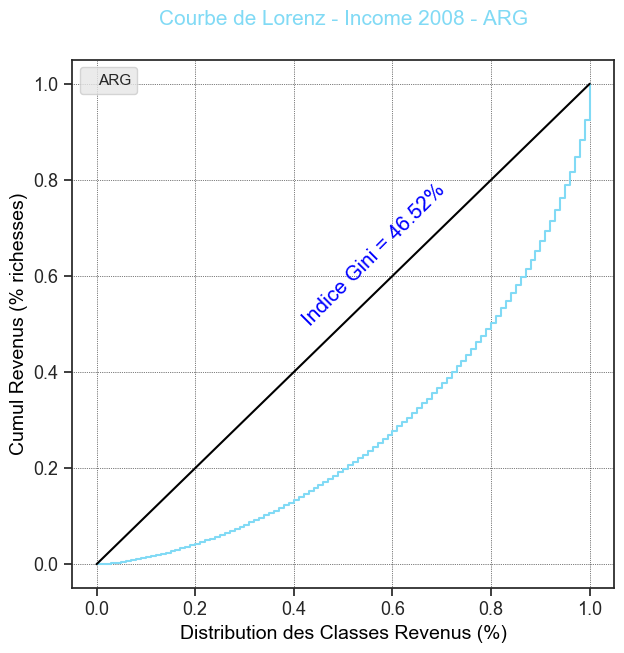 Courbe de Lorenz - Income 2008 - ARG
ARG
Indice Gini = 46.52%
Cumul Revenus (% richesses)
1.0
0.8
0.6
0.4
0.2
0.0
0.0 0.2 0.4 0.6 0.8 1.0
Distribution des Classes Revenus (%)